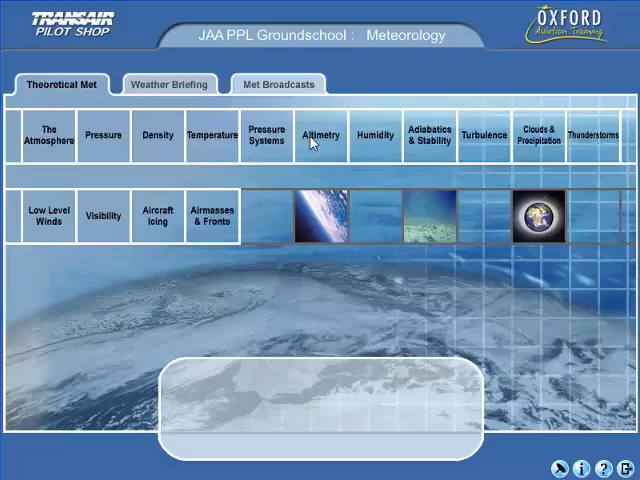 TRANSAIR
PILOT SHOP
JAA PPL Groundschool : Meteorology
OXFORD
Aviation Training
Theoretical Met
Weather Briefing
Met Broadcasts
The
Atmosphere
Pressure
Density
Temperature
Pressure
Systems
Altimetry
Humidity
Adiabatics
& Stability
Turbulence
Clouds &
Precipitation
Thunderstorms
Low Level
Winds
Visibility
Aircraft
Icing
Airmasses
& Fronts